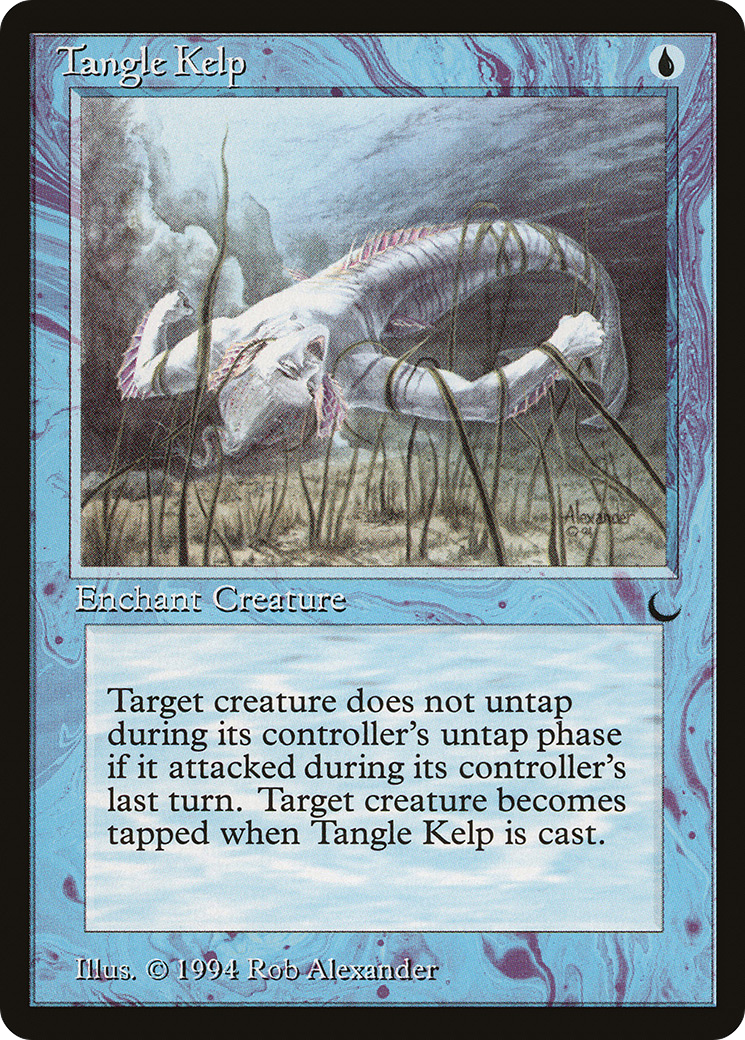 Tangle Kelp
Alexander
Enchant Creature
Target creature does not untap
during its controller's untap phase
if it attacked during its controller's
last turn. Target creature becomes
tapped when Tangle Kelp is cast.
Illus. © 1994 Rob Alexander